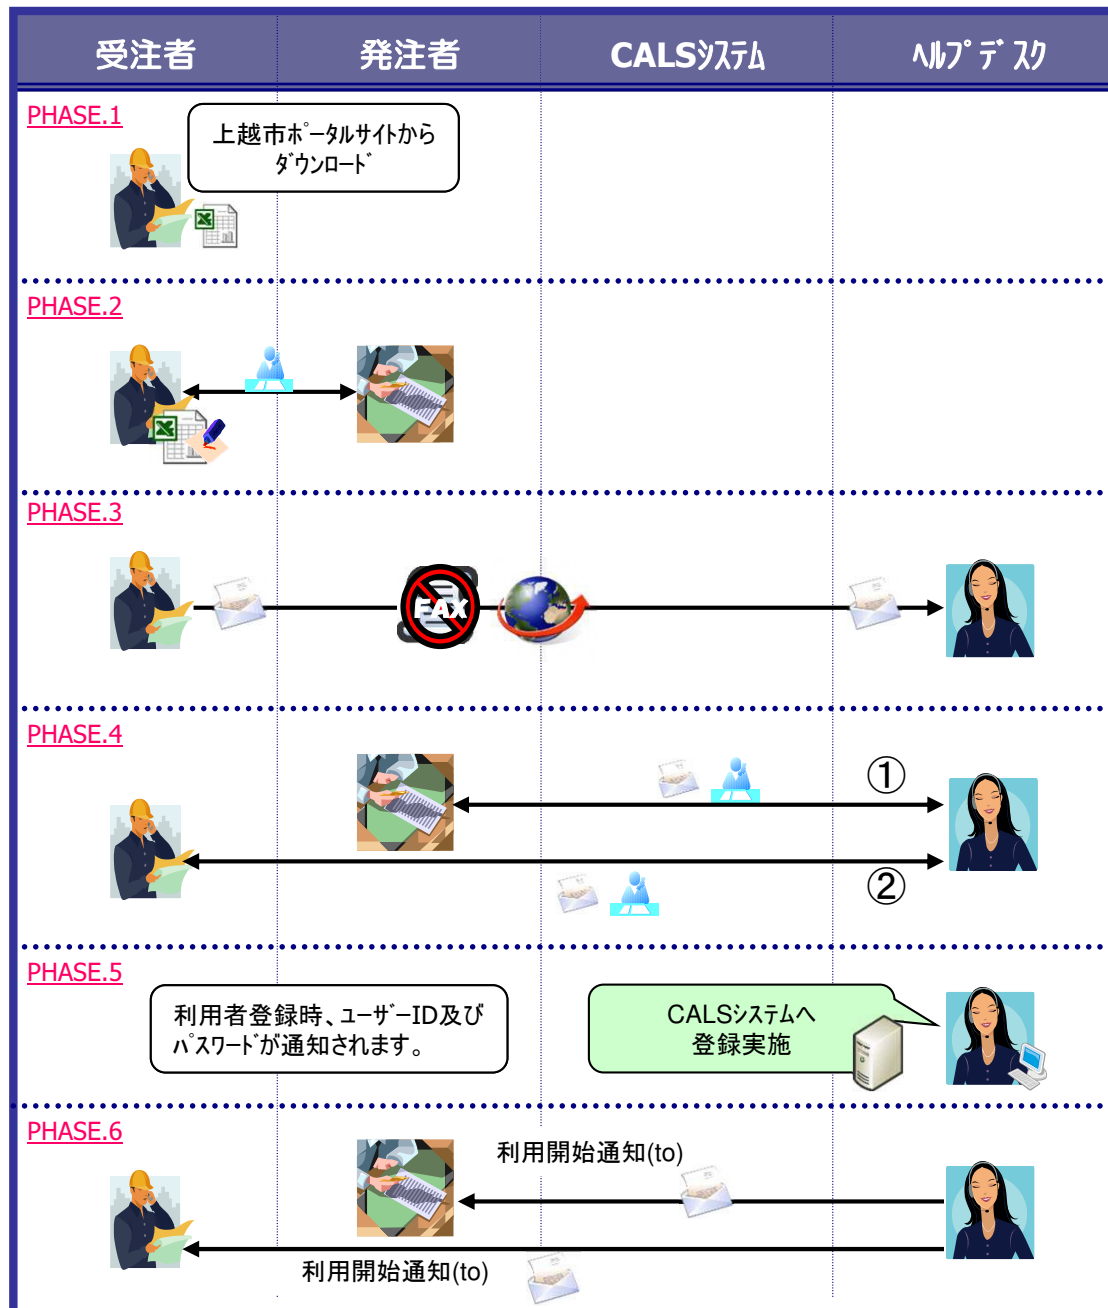 受注者 発注者 CALSｼｽﾃﾑ ﾍﾙﾌﾟﾃﾞｽｸ
PHASE.1
上越市ﾎﾟｰﾀﾙｻｲﾄから
ﾀﾞｳﾝﾛｰﾄﾞ
PHASE.2
PHASE.3
FAX
PHASE.4
①
②
PHASE.5
利用者登録時、ﾕｰｻﾞｰID及び
ﾊﾟｽﾜｰﾄﾞが通知されます。
CALSｼｽﾃﾑへ
登録実施
PHASE.6
利用開始通知(to)
利用開始通知(to)